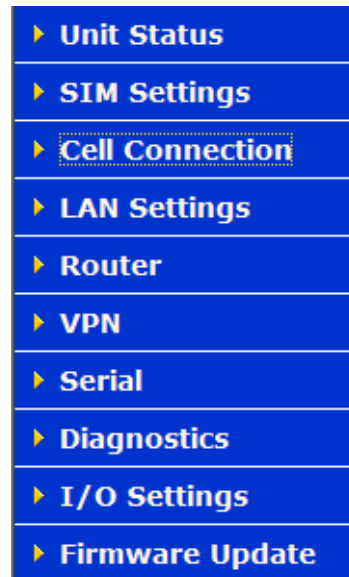 Unit Status
SIM Settings
Cell Connection
LAN Settings
Router
VPN
Serial
Diagnostics
I/O Settings
Firmware Update